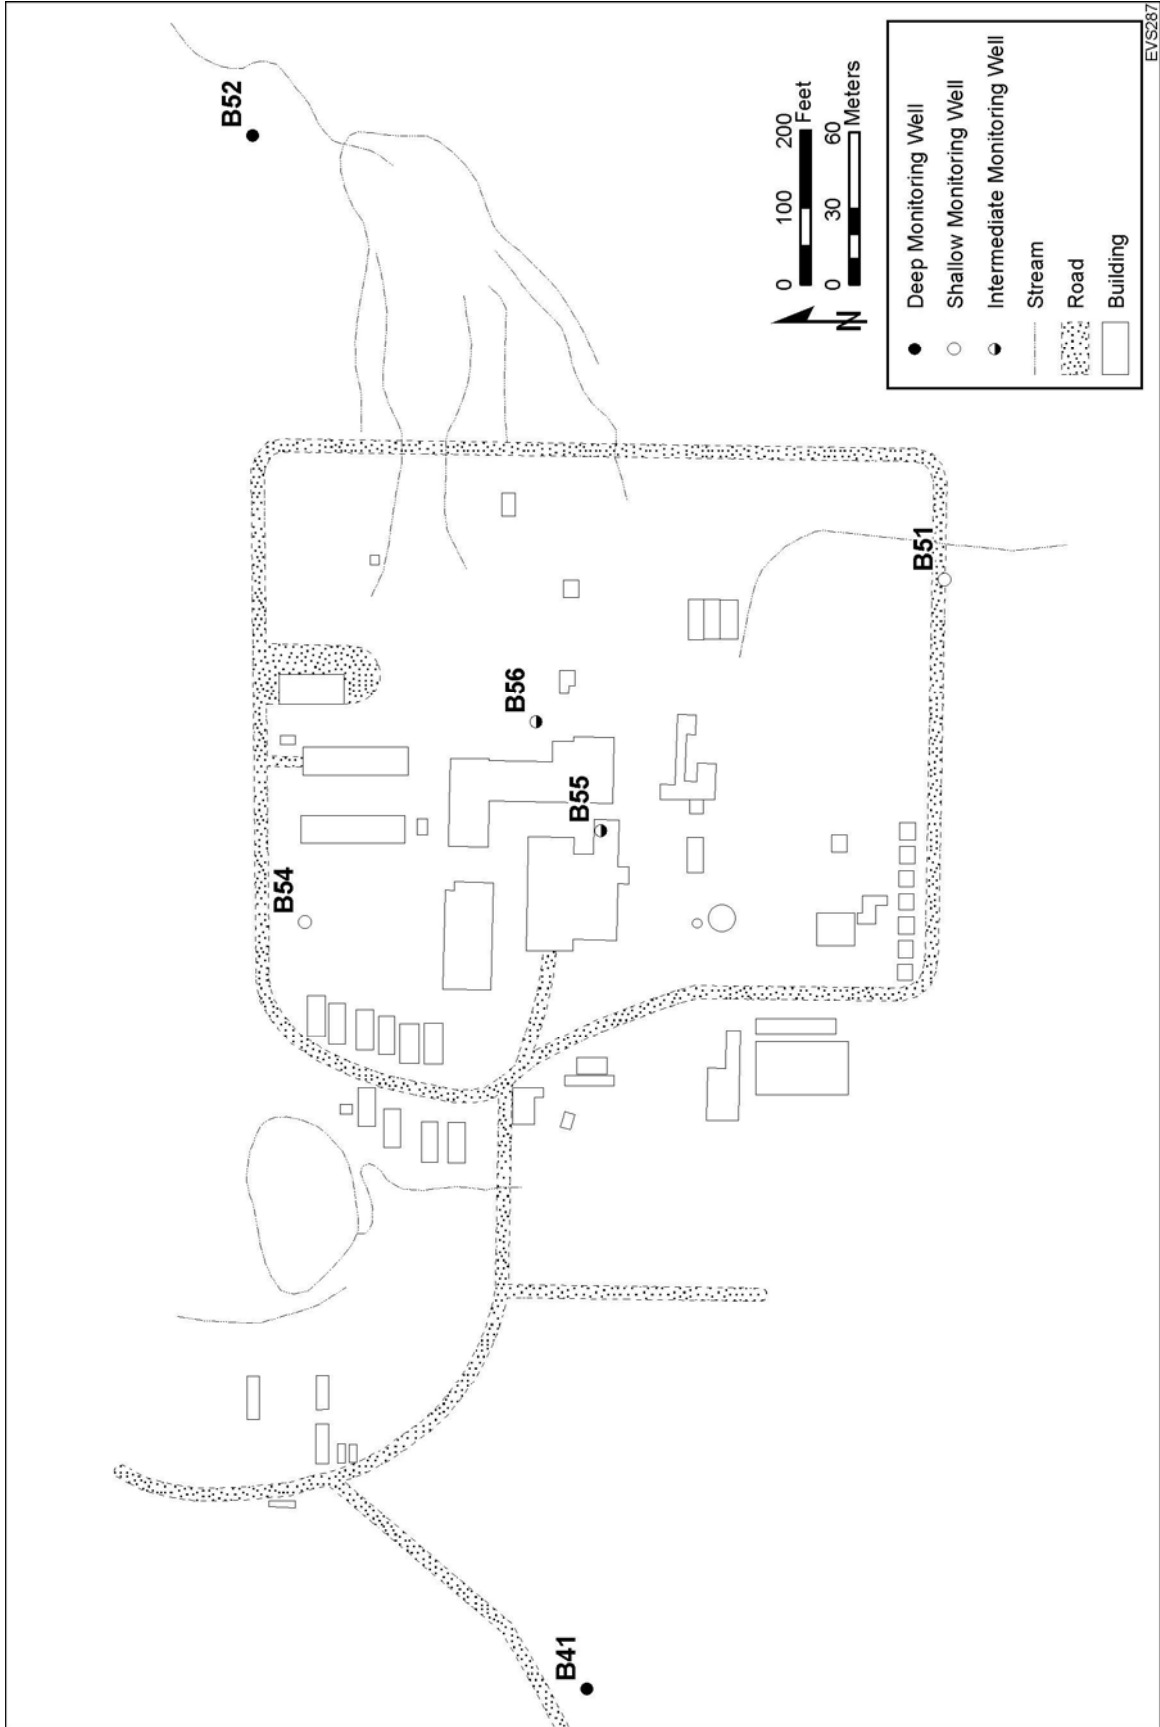 B52
B56
B54
B55
B51
B41
0 100 200
Feet
0 30 60
Meters
N
Deep Monitoring Well
Shallow Monitoring Well
Intermediate Monitoring Well
Stream
Road
Building
EVS287